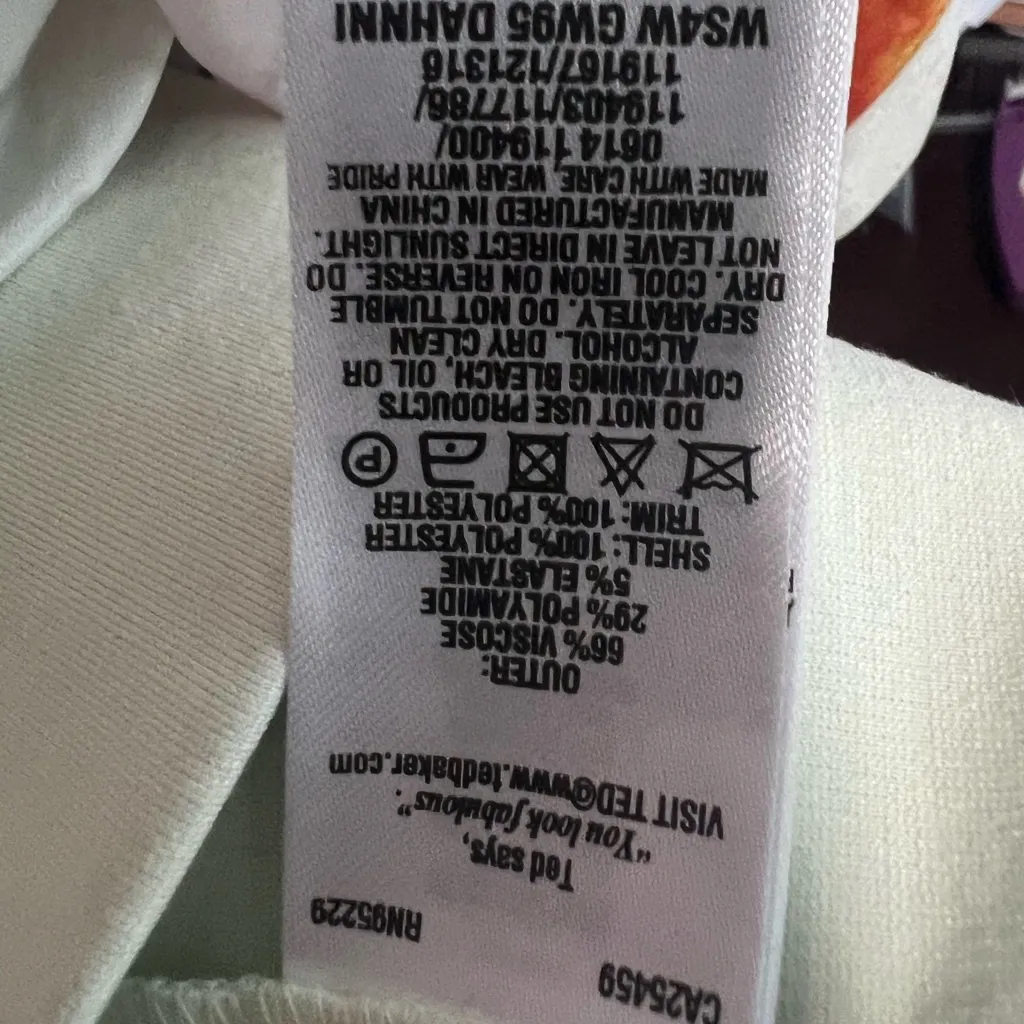 CA25459
RN95229
Ted says,
“You look fabulous”.
VISIT TED@www.tedbaker.com
OUTER:
66% VISCOSE
29% POLYAMIDE
5% ELASTANE
SHELL: 100% POLYESTER
TRIM: 100% POLYESTER
P
DO NOT USE PRODUCTS
CONTAINING BLEACH, OIL OR
ALCOHOL. DRY CLEAN
SEPARATELY. DO NOT TUMBLE
DRY. COOL IRON ON REVERSE. DO
NOT LEAVE IN DIRECT SUNLIGHT.
MANUFACTURED IN CHINA
MADE WITH CARE, WEAR WITH PRIDE
0614 119400/
119403/117786/
119167/121316
WS4W GW95 DAHNNI